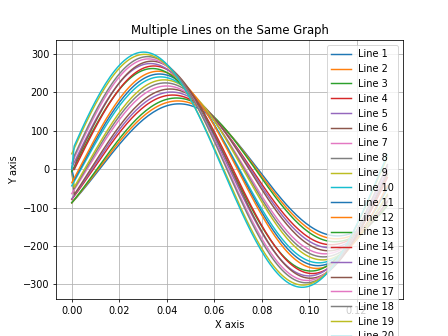 Multiple Lines on the Same Graph
Y axis
300
200
100
0
−100
−200
−300
0.00
0.02
0.04
0.06
0.08
0.10
X axis
Line 1
Line 2
Line 3
Line 4
Line 5
Line 6
Line 7
Line 8
Line 9
Line 10
Line 11
Line 12
Line 13
Line 14
Line 15
Line 16
Line 17
Line 18
Line 19
Line 20